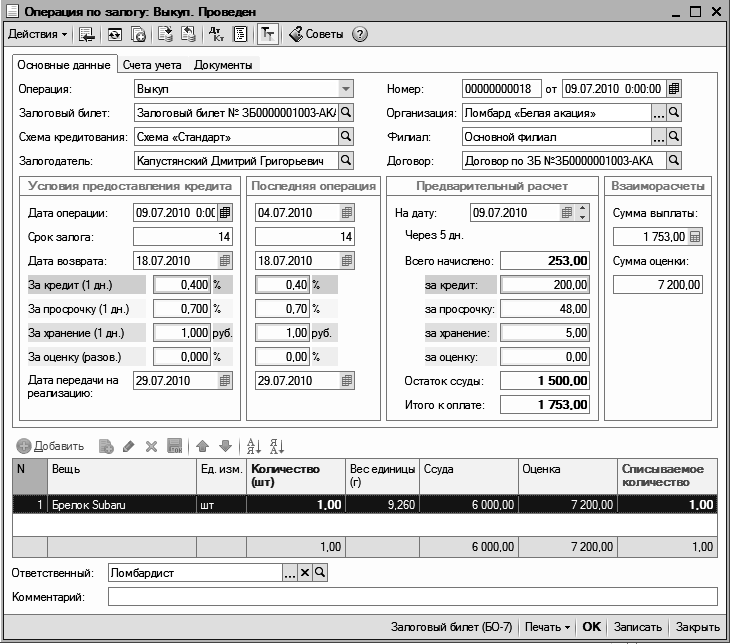 Операция по залогу: Выкуп. Проведен
Действия Дт Кт Тт Советы ?
Основные данные Счета учета Документы
Операция: Выкуп Номер: 00000000018 от 09.07.2010 0:00:00
Залоговый билет: Залоговый билет № ЗБ0000001003-АКА Организация: Ломбард «Белая акация» ...
Схема кредитования: Схема «Стандарт» Филиал: Основной филиал ...
Залогодатель: Капустянский Дмитрий Григорьевич Договор: Договор по ЗБ №ЗБ0000001003-АКА
Условия предоставления кредита Последняя операция Предварительный расчет Взаиморасчеты
Дата операции: 09.07.2010 0:00 04.07.2010 На дату: 09.07.2010 Сумма выплаты:
Срок залога: 14 14 Через 5 дн. 1 753,00
Дата возврата: 18.07.2010 18.07.2010 Всего начислено: 253,00 Сумма оценки:
За кредит (1 дн.) 0,400 % 0,40 % за кредит: 200,00 7 200,00
За просрочку (1 дн.) 0,700 % 0,70 % за просрочку: 48,00
За хранение (1 дн.) 1,000 руб. 1,00 руб. за хранение: 5,00
За оценку (разов.) 0,000 % 0,00 % за оценку: 0,00
Дата передачи на реализацию: 29.07.2010 29.07.2010 Остаток ссуды: 1 500,00
Итого к оплате: 1 753,00
Добавить
N Вещь Ед. изм. Количество (шт) Вес единицы (г) Ссуда Оценка Списываемое количество
1 Брелок Subaru шт 1,00 9,260 6 000,00 7 200,00 1,00
1,00 6 000,00 7 200,00 1,00
Ответственный: Ломбардист ...
Комментарий:
Залоговый билет (БО-7) Печать OK Записать Закрыть